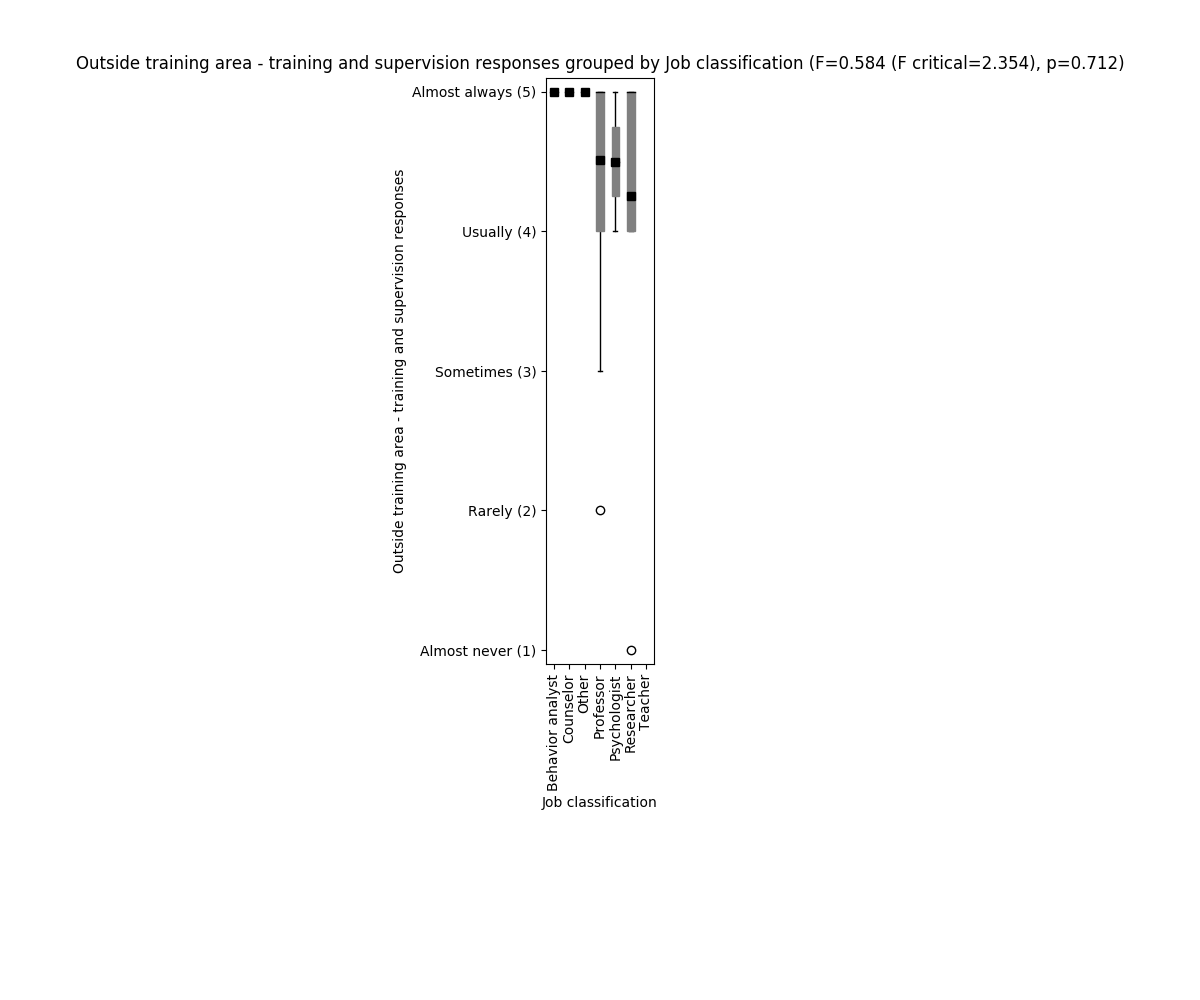 Outside training area - training and supervision responses grouped by Job classification (F=0.584 (F critical=2.354), p=0.712)
Outside training area - training and supervision responses
Almost always (5)
Usually (4)
Sometimes (3)
Rarely (2)
Almost never (1)
Behavior analyst
Counselor
Other
Professor
Psychologist
Researcher
Teacher
Job classification